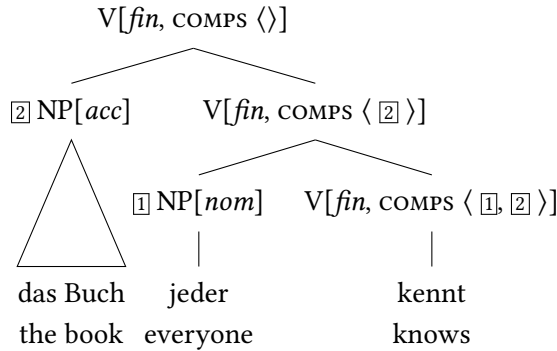 V[fin, COMPS ⟨⟩]
[2] NP[acc] V[fin, COMPS ⟨ [2] ⟩]
[1] NP[nom] V[fin, COMPS ⟨ [1], [2] ⟩]
das Buch jeder kennt
the book everyone knows